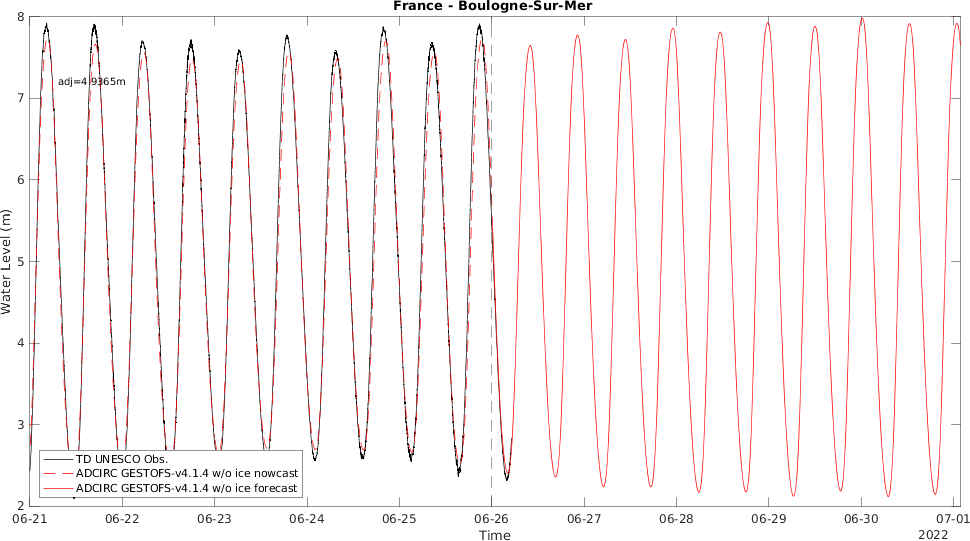 France - Boulogne-Sur-Mer
Water Level (m)
8
7
6
5
4
3
2
adj=4.9365m
TD UNESCO Obs.
ADCIRC GESTOFS-v4.1.4 w/o ice nowcast
ADCIRC GESTOFS-v4.1.4 w/o ice forecast
06-21 06-22 06-23 06-24 06-25 06-26 06-27 06-28 06-29 06-30 07-01
Time
2022